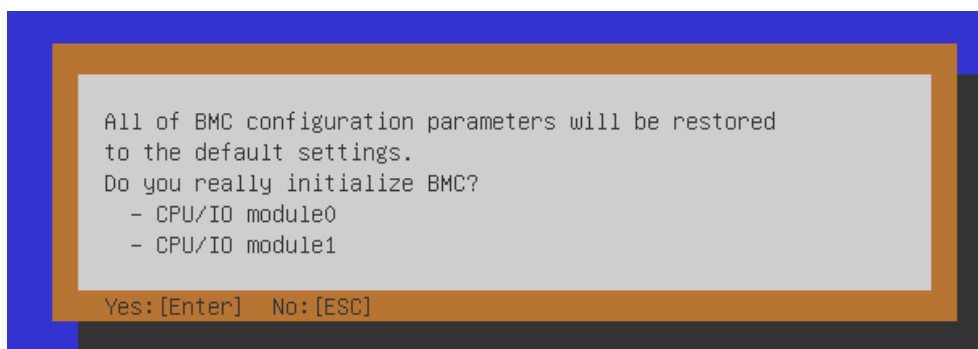 All of BMC configuration parameters will be restored
to the default settings.
Do you really initialize BMC?
- CPU/IO module0
- CPU/IO module1
Yes:[Enter]  No:[ESC]